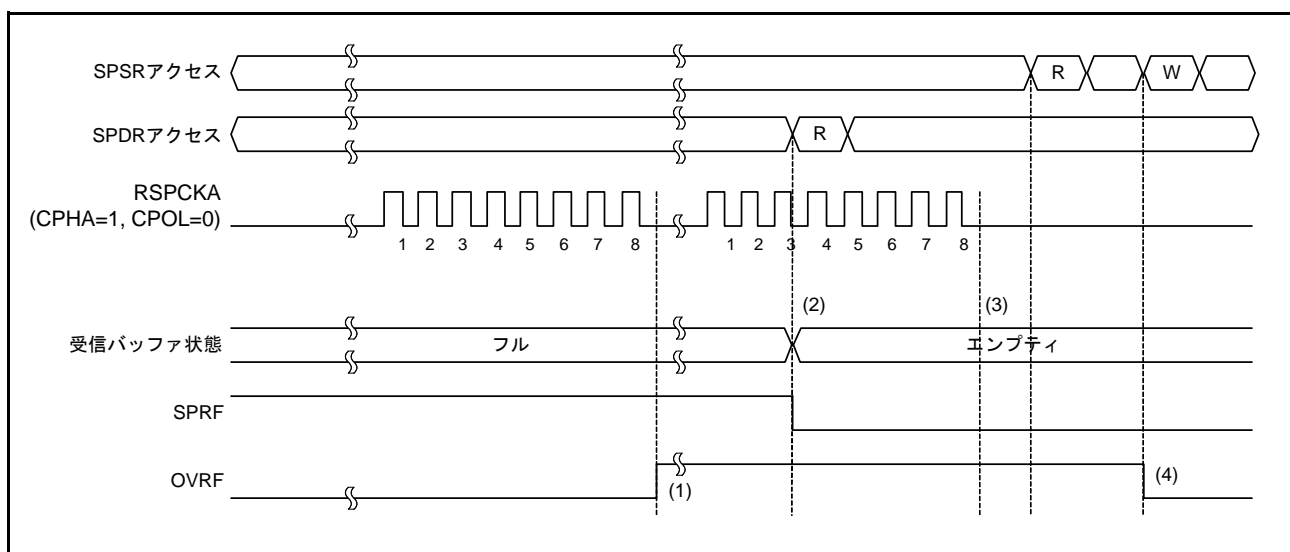 SPSRアクセス
R
W
SPDRアクセス
R
RSPCKA
(CPHA=1, CPOL=0)
1 2 3 4 5 6 7 8 1 2 3 4 5 6 7 8
(2) (3)
受信バッファ状態 フル エンプティ
SPRF
OVRF
(1) (4)